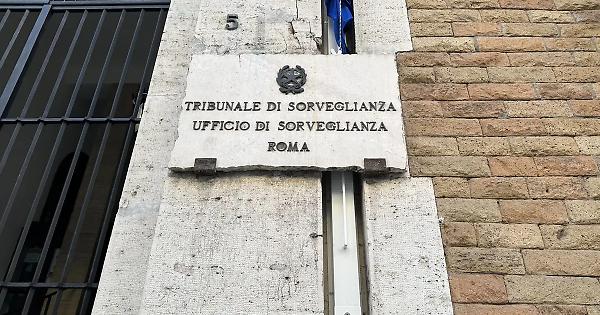 5
TRIBUNALE DI SORVEGLIANZA
UFFICIO DI SORVEGLIANZA
ROMA